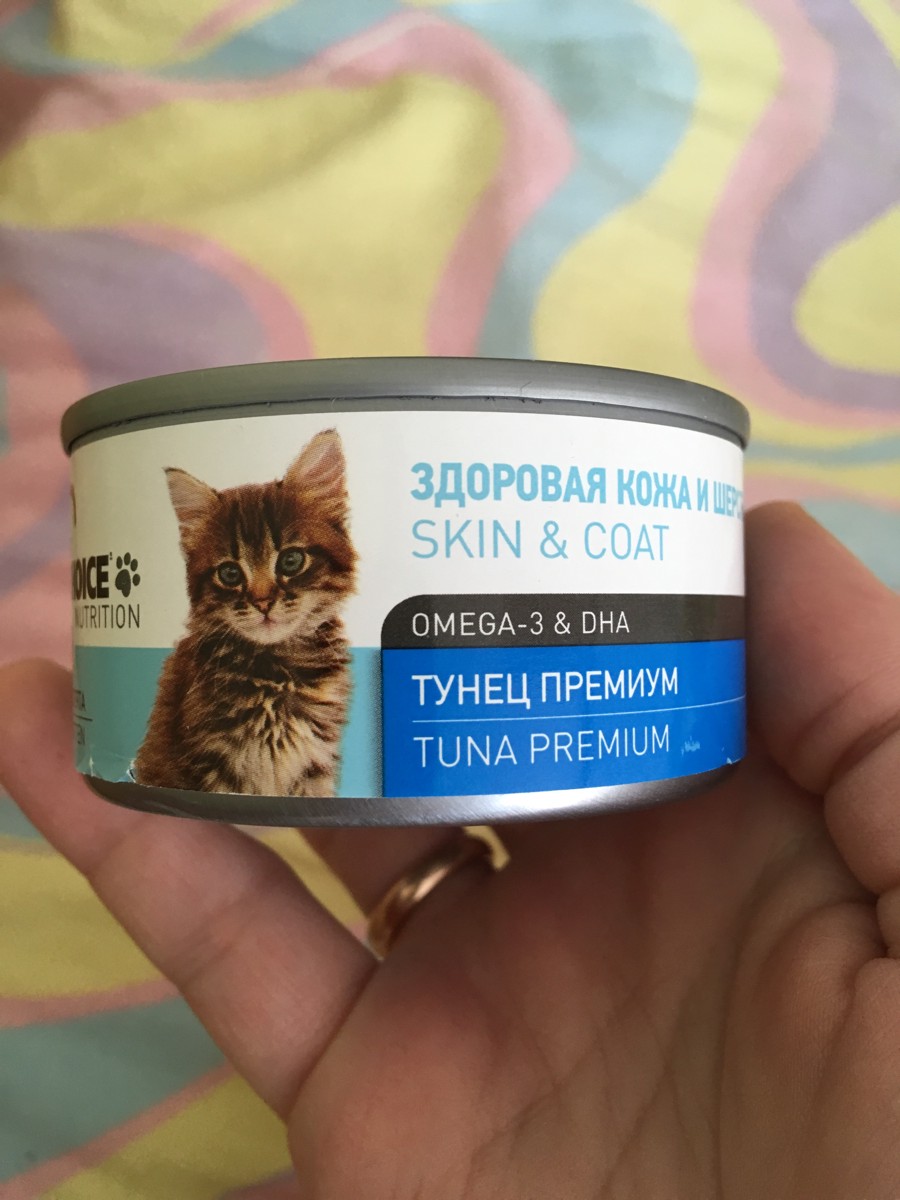 ЗДОРОВАЯ КОЖА И
SKIN & COAT
NUTRITION
OMEGA-3 & DHA
ТУНЕЦ ПРЕМИУМ
TUNA PREMIUM